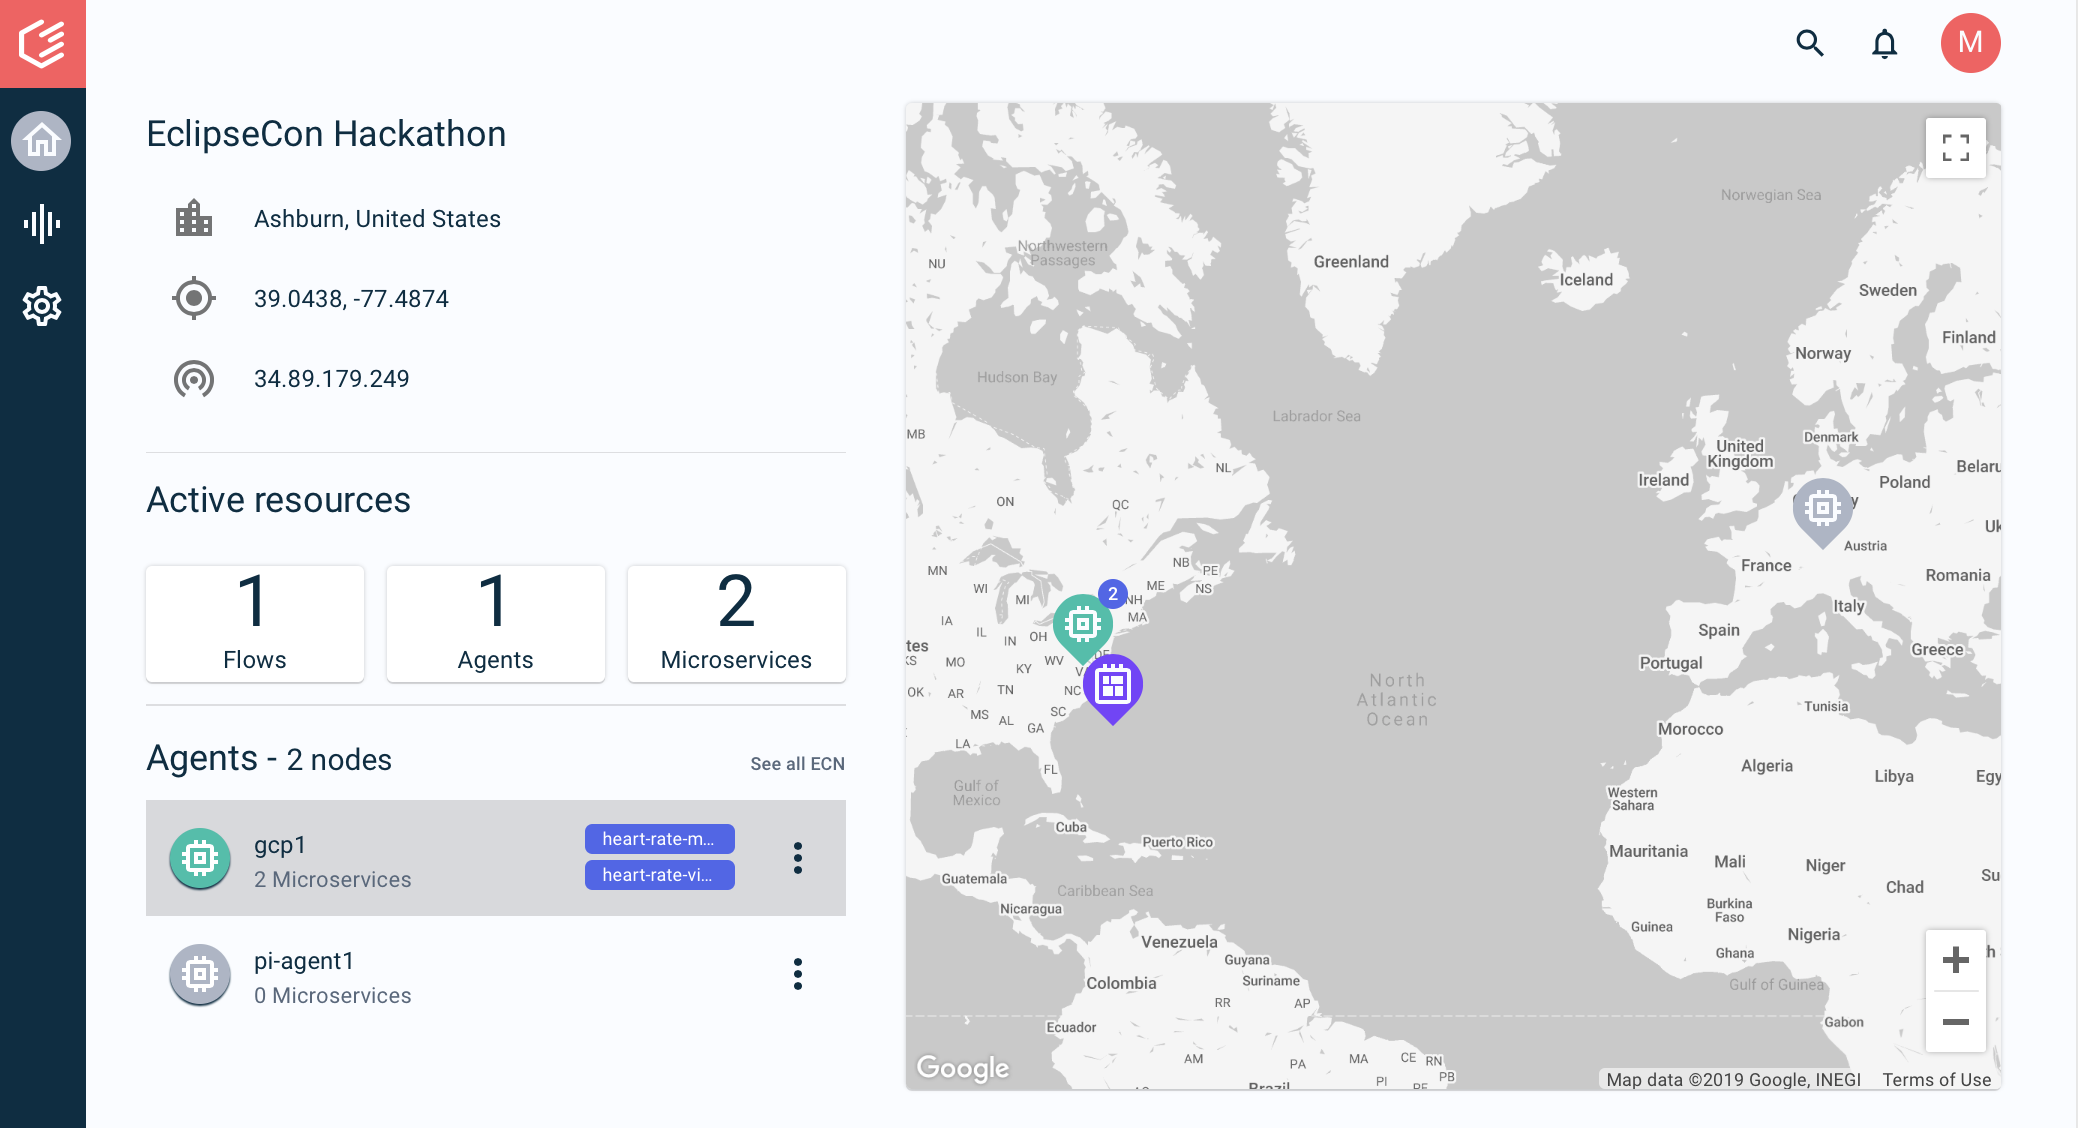 M
EclipseCon Hackathon
Ashburn, United States
39.0438, -77.4874
34.89.179.249
Active resources
1
Flows
1
Agents
2
Microservices
Agents - 2 nodes
See all ECN
gcp1
2 Microservices
heart-rate-m...
heart-rate-vi...
pi-agent1
0 Microservices
Norwegian Sea
Northwestern
Passages
NU
Greenland
Iceland
Sweden
Finland
Norway
Hudson Bay
Labrador Sea
MB
Denmark
United
Kingdom
NL
Belaru
Ireland
Poland
ON
QC
y
Uk
Austria
NB
PE
France
MN
Romania
WI
ME
NS
MI
2
NH
Italy
IA
MA
IL
IN
OH
Spain
tes
KS
MO
WV
DE
Greece
KY
V
Portugal
OK
AR
TN
NC
North
Atlantic
Ocean
MS
AL
SC
Tunisia
GA
Morocco
LA
FL
Algeria
Libya
Egy
Gulf of
Mexico
Western
Sahara
Cuba
Puerto Rico
Mauritania
Mali
Niger
Guatemala
Caribbean Sea
Chad
Su
Nicaragua
Burkina
Faso
Guinea
Nigeria
Venezuela
Ghana
th
Guyana
Colombia
Suriname
Gulf of Guinea
RR
AP
Ecuador
Gabon
AM
PA
MA
CE
RN
PI
PB
PE
Brazil
Google
Map data ©2019 Google, INEGI
Terms of Use